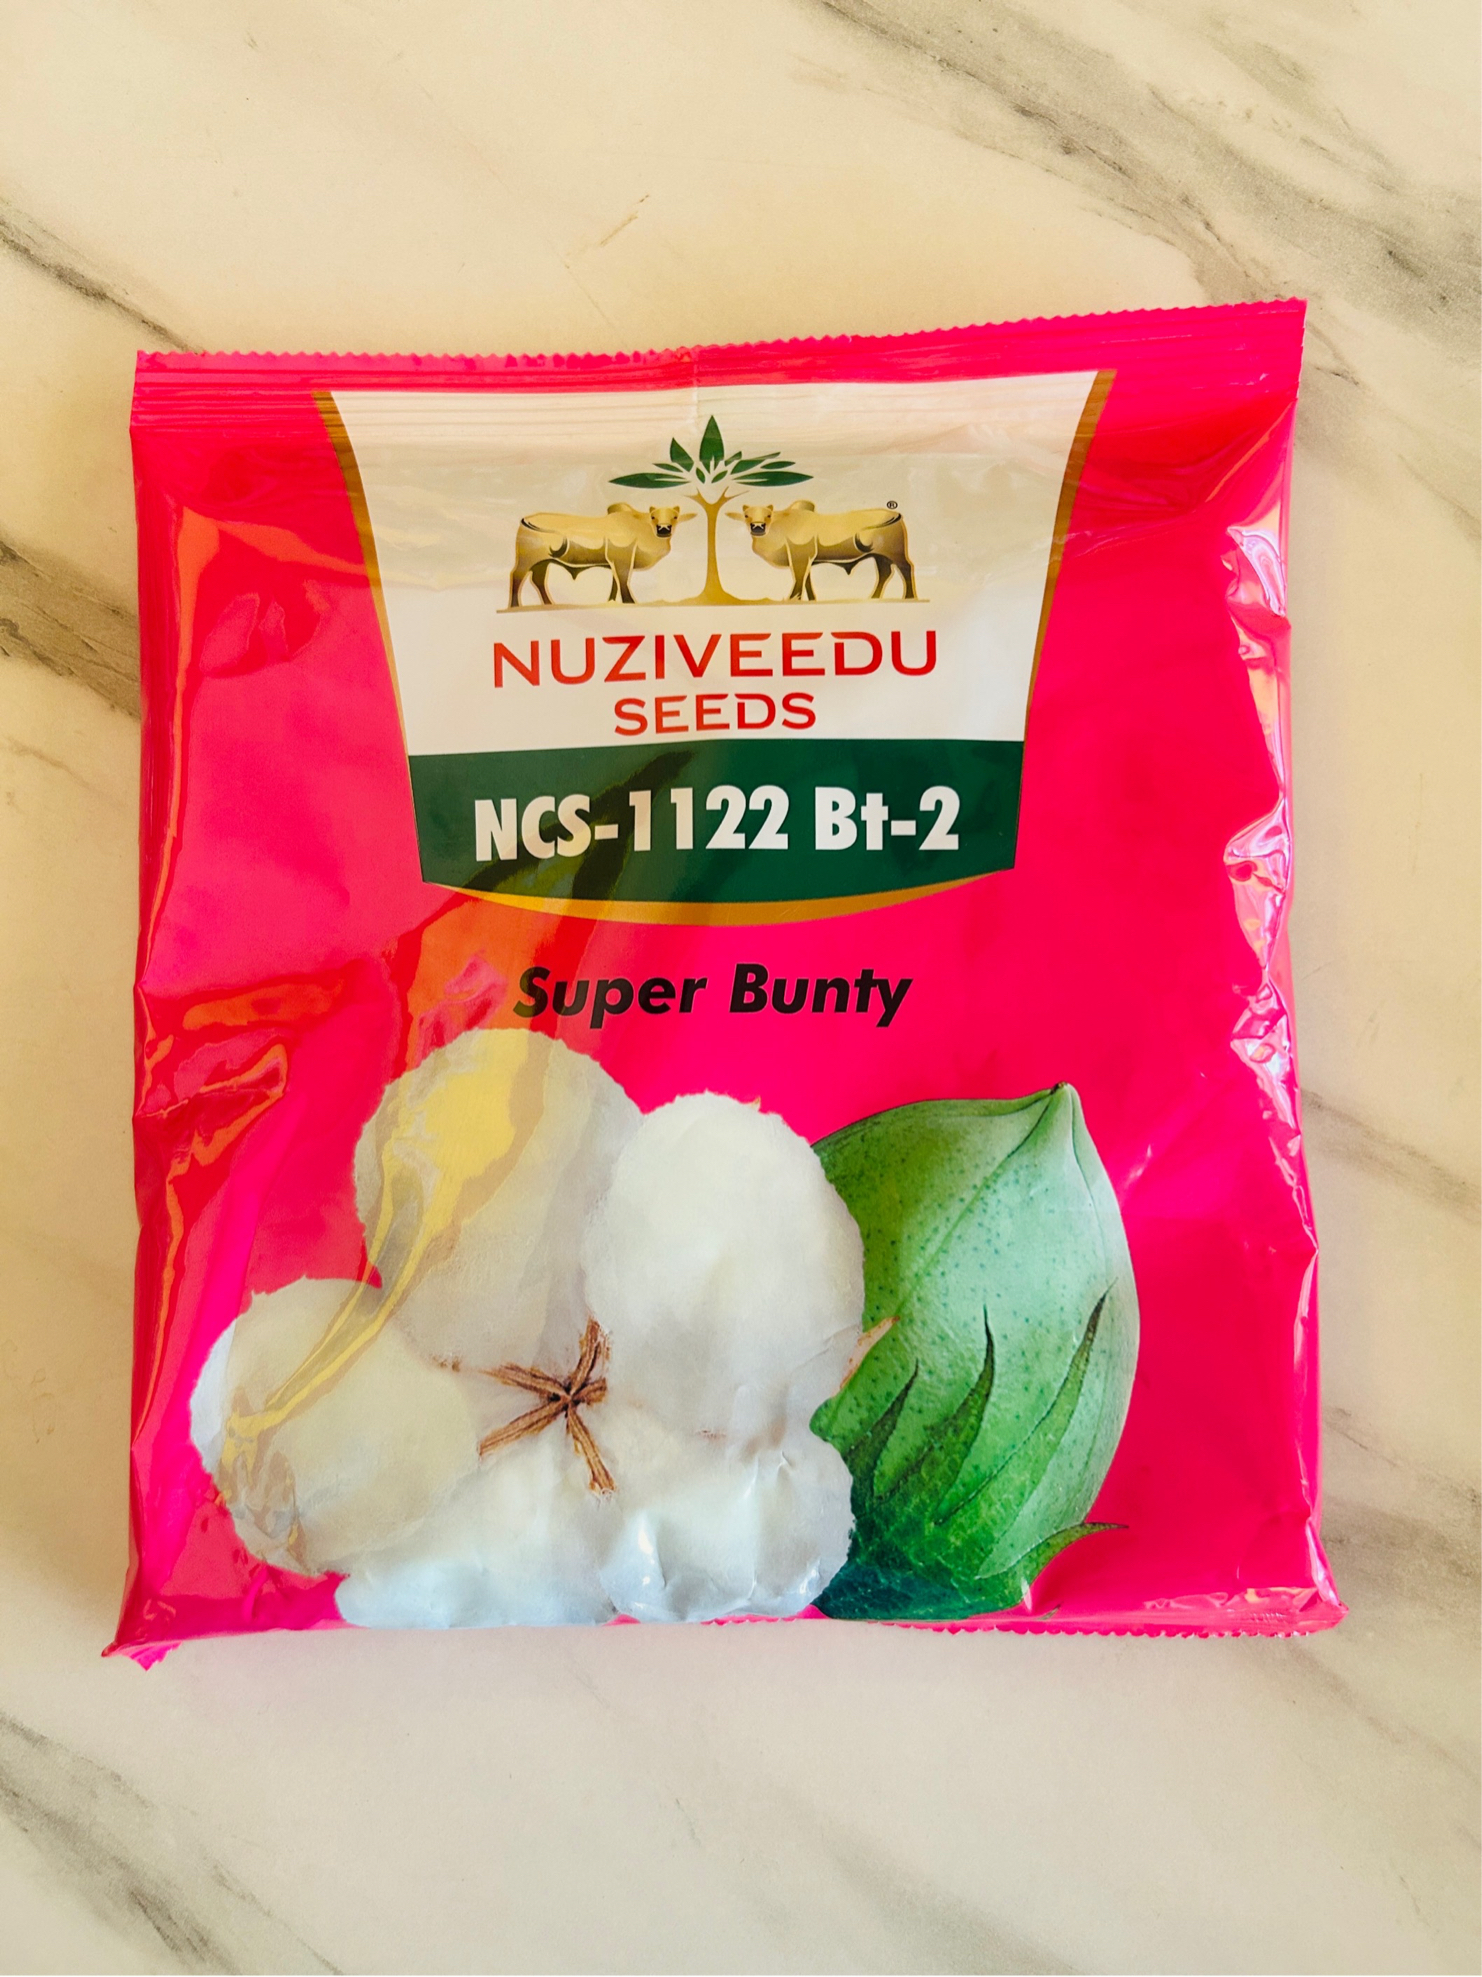 ®
NUZIVEEDU
SEEDS
NCS-1122 Bt-2
Super Bunty